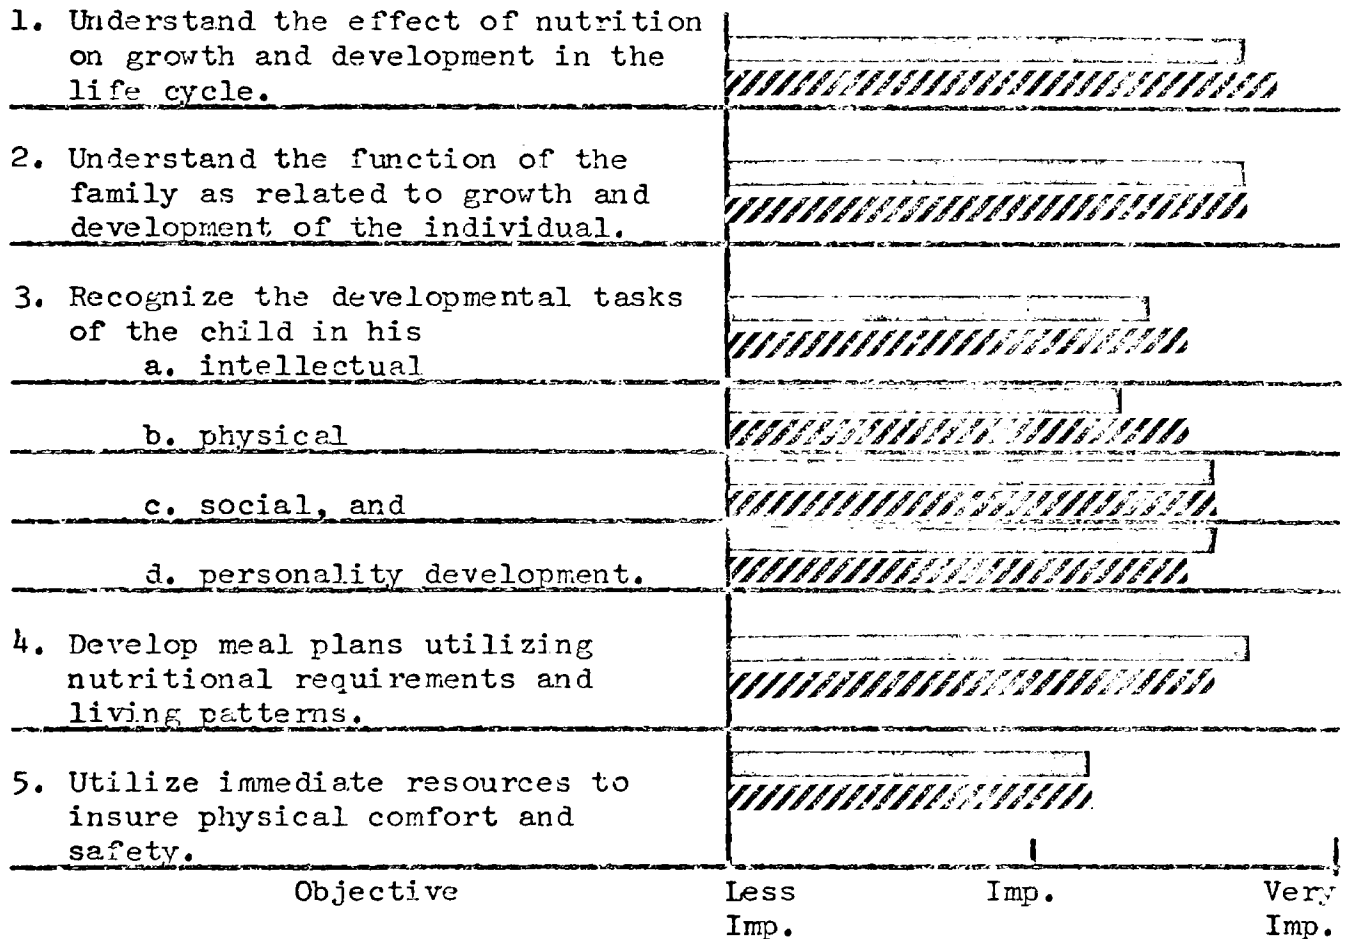 1. Understand the effect of nutrition
on growth and development in the
life cycle.
2. Understand the function of the
family as related to growth and
development of the individual.
3. Recognize the developmental tasks
of the child in his
a. intellectual
b. physical
c. social, and
d. personality development.
4. Develop meal plans utilizing
nutritional requirements and
living patterns.
5. Utilize immediate resources to
insure physical comfort and
safety.
Objective Less Imp. Very
Imp. Imp.